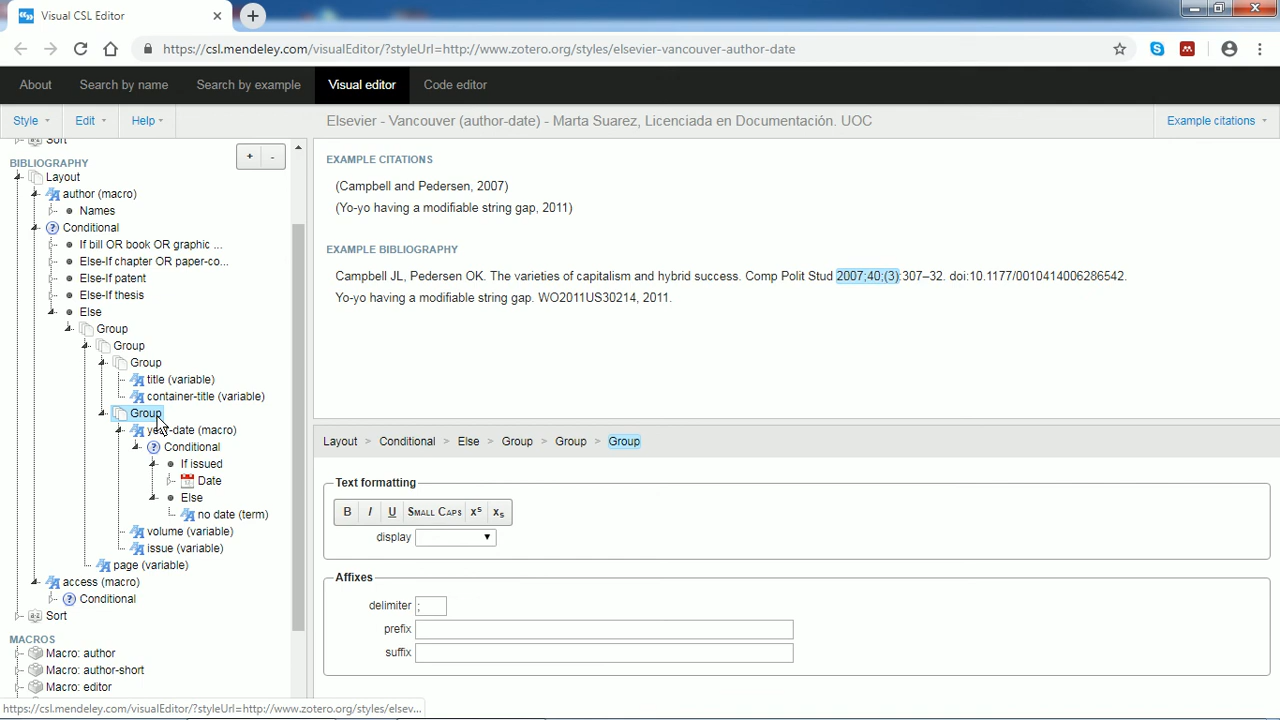 Visual CSL Editor
https://csl.mendeley.com/visualEditor/?styleUrl=http://www.zotero.org/styles/elsevier-vancouver-author-date
About Search by name Search by example Visual editor Code editor
Style Edit Help Elsevier - Vancouver (author-date) - Marta Suarez, Licenciada en Documentación. UOC Example citations
Sort
+ -
BIBLIOGRAPHY
Layout
author (macro)
Names
Conditional
If bill OR book OR graphic ...
Else-If chapter OR paper-co...
Else-If patent
Else-If thesis
Else
Group
Group
Group
title (variable)
container-title (variable)
Group
year-date (macro)
Conditional
If issued
Date
Else
no date (term)
volume (variable)
issue (variable)
page (variable)
access (macro)
Conditional
Sort
MACROS
Macro: author
Macro: author-short
Macro: editor
https://csl.mendeley.com/visualEditor/?styleUrl=http://www.zotero.org/styles/elsev...
EXAMPLE CITATIONS
(Campbell and Pedersen, 2007)
(Yo-yo having a modifiable string gap, 2011)
EXAMPLE BIBLIOGRAPHY
Campbell JL, Pedersen OK. The varieties of capitalism and hybrid success. Comp Polit Stud 2007;40;(3):307–32. doi:10.1177/0010414006286542.
Yo-yo having a modifiable string gap. WO2011US30214, 2011.
Layout > Conditional > Else > Group > Group > Group
Text formatting
B I U SMALL CAPS xs xs
display
Affixes
delimiter ;
prefix
suffix